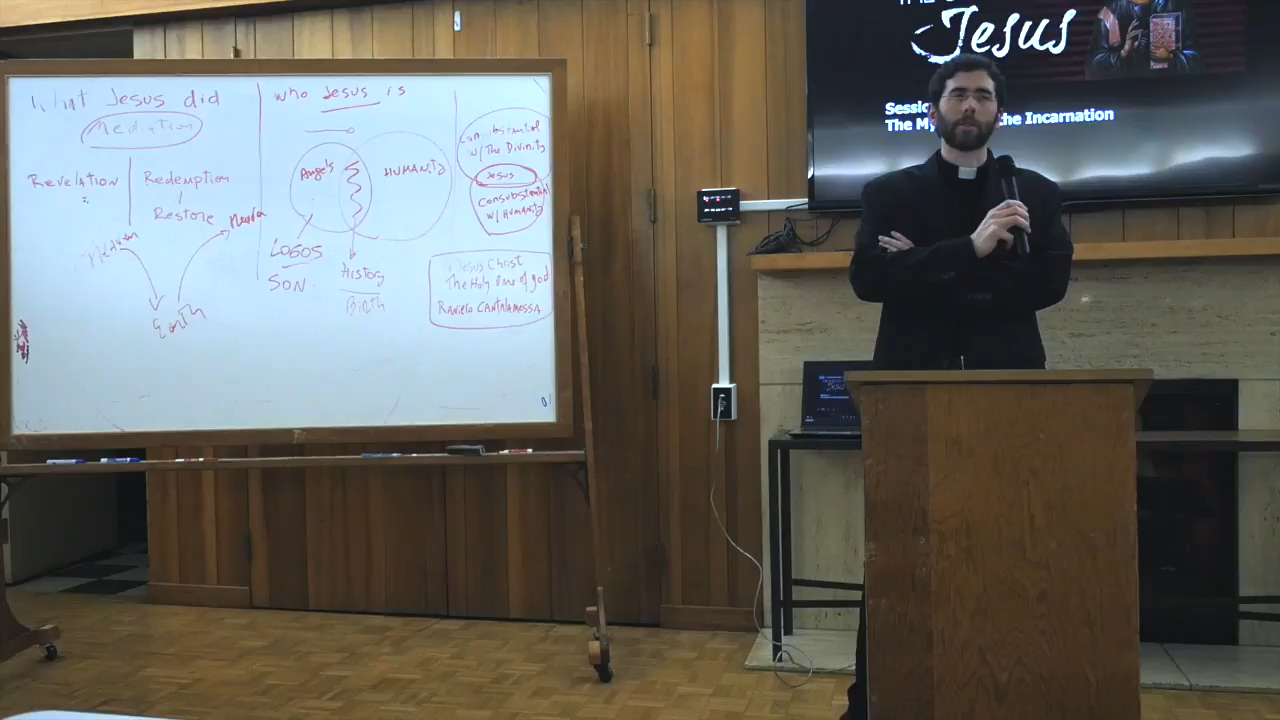 What Jesus did
Mediation
Revelation
Redemption
Restore
Heaven
Earth
who Jesus is
Angels
HUMANITY
LOGOS
SON
History
Birth
Consubstantial
w/ The Divinity
Jesus
Consubstantial
w/ Humanity
Jesus Christ
The Holy One of god
RANIERO CANTALAMESSA
Jesus
The
the Incarnation